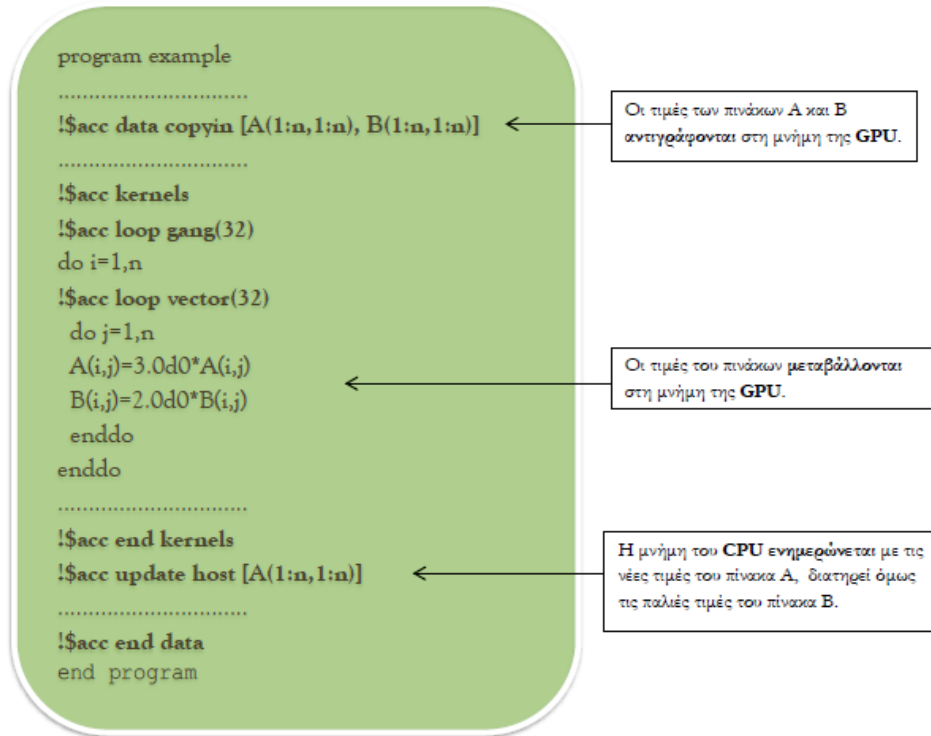 program example
...............................
!$acc data copyin [A(1:n,1:n), B(1:n,1:n)]
...............................
!$acc kernels
!$acc loop gang(32)
do i=1,n
!$acc loop vector(32)
do j=1,n
A(i,j)=3.0d0*A(i,j)
B(i,j)=2.0d0*B(i,j)
enddo
enddo
...............................
!$acc end kernels
!$acc update host [A(1:n,1:n)]
...............................
!$acc end data
end program
Οι τιμές των πινάκων Α και Β
αντιγράφονται στη μνήμη της GPU.
Οι τιμές του πινάκων μεταβάλλονται
στη μνήμη της GPU.
Η μνήμη του CPU ενημερώνεται με τις
νέες τιμές του πίνακα Α, διατηρεί όμως
τις παλιές τιμές του πίνακα Β.